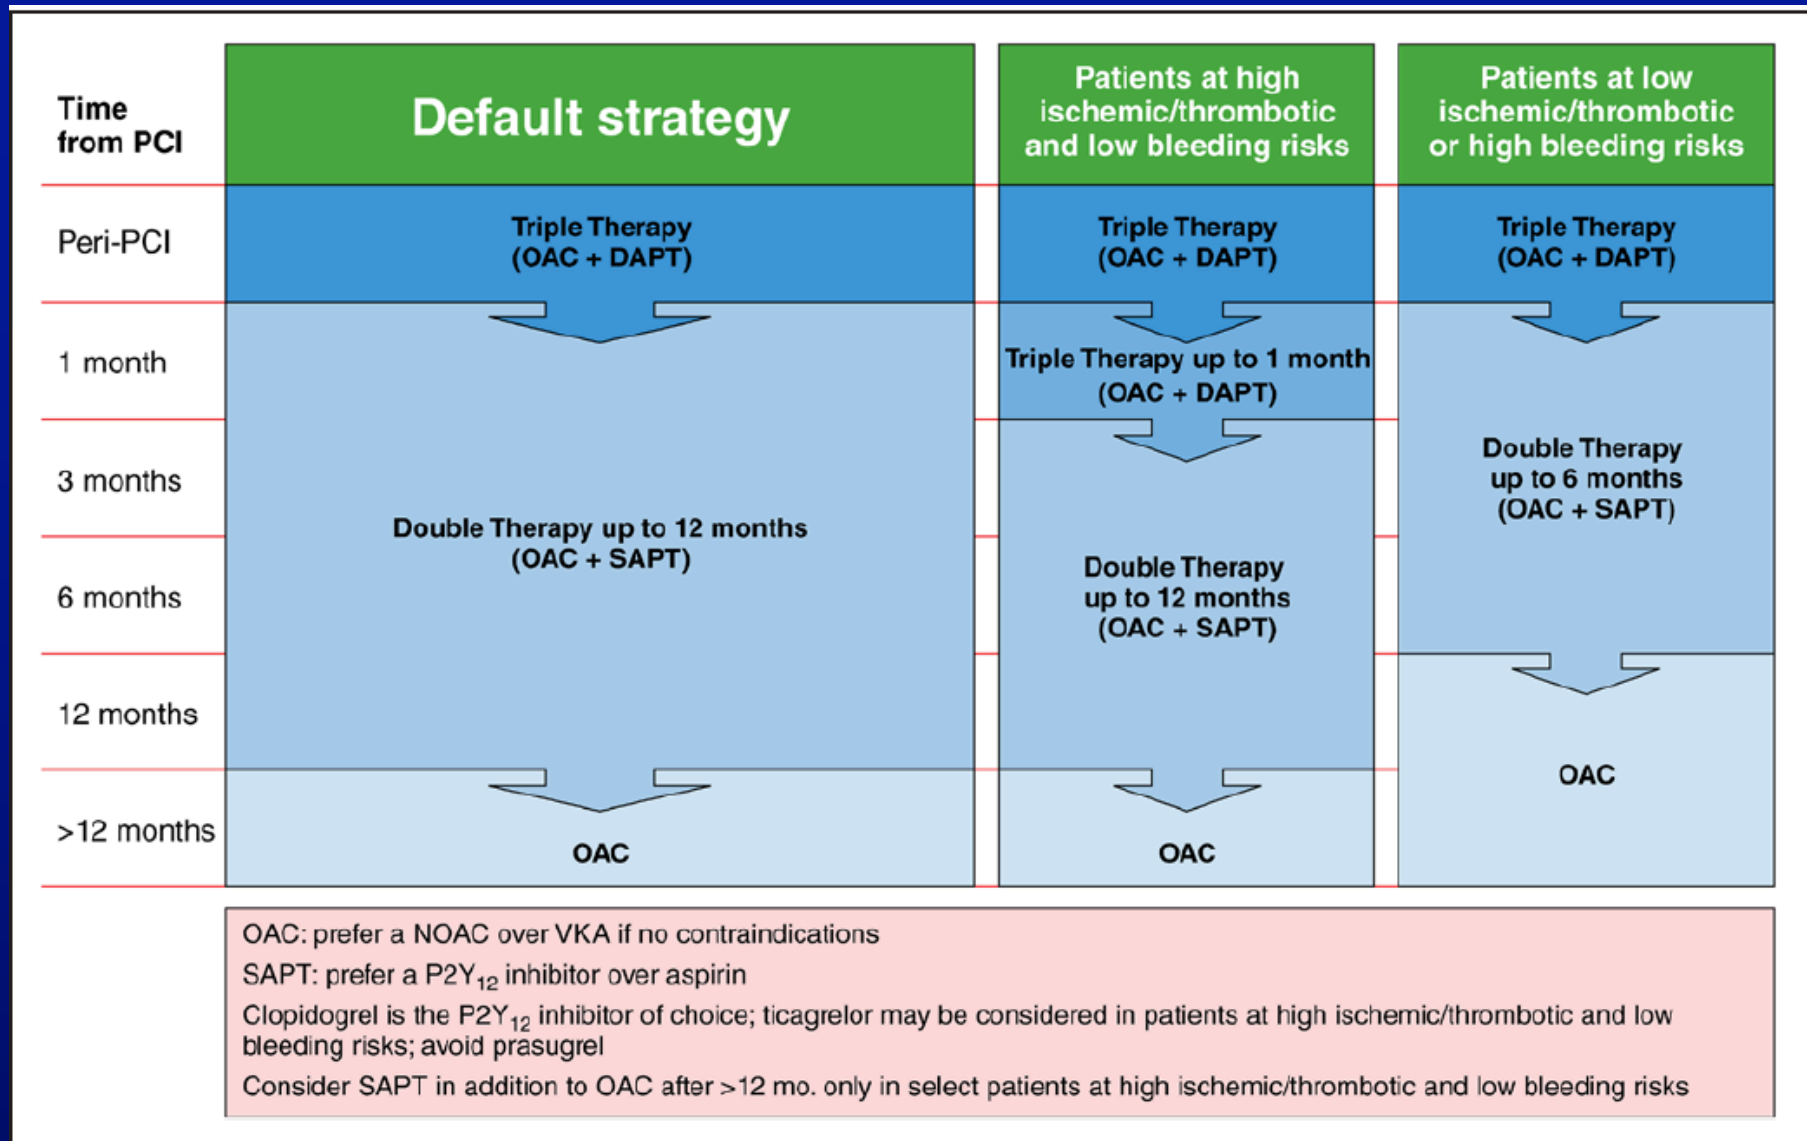 Time
from PCI
Default strategy
Patients at high
ischemic/thrombotic
and low bleeding risks
Patients at low
ischemic/thrombotic
or high bleeding risks
Peri-PCI
Triple Therapy
(OAC + DAPT)
Triple Therapy
(OAC + DAPT)
Triple Therapy
(OAC + DAPT)
1 month
Triple Therapy up to 1 month
(OAC + DAPT)
3 months
Double Therapy
up to 6 months
(OAC + SAPT)
Double Therapy up to 12 months
(OAC + SAPT)
6 months
Double Therapy
up to 12 months
(OAC + SAPT)
12 months
OAC
>12 months
OAC
OAC
OAC: prefer a NOAC over VKA if no contraindications
SAPT: prefer a P2Y12 inhibitor over aspirin
Clopidogrel is the P2Y12 inhibitor of choice; ticagrelor may be considered in patients at high ischemic/thrombotic and low
bleeding risks; avoid prasugrel
Consider SAPT in addition to OAC after >12 mo. only in select patients at high ischemic/thrombotic and low bleeding risks